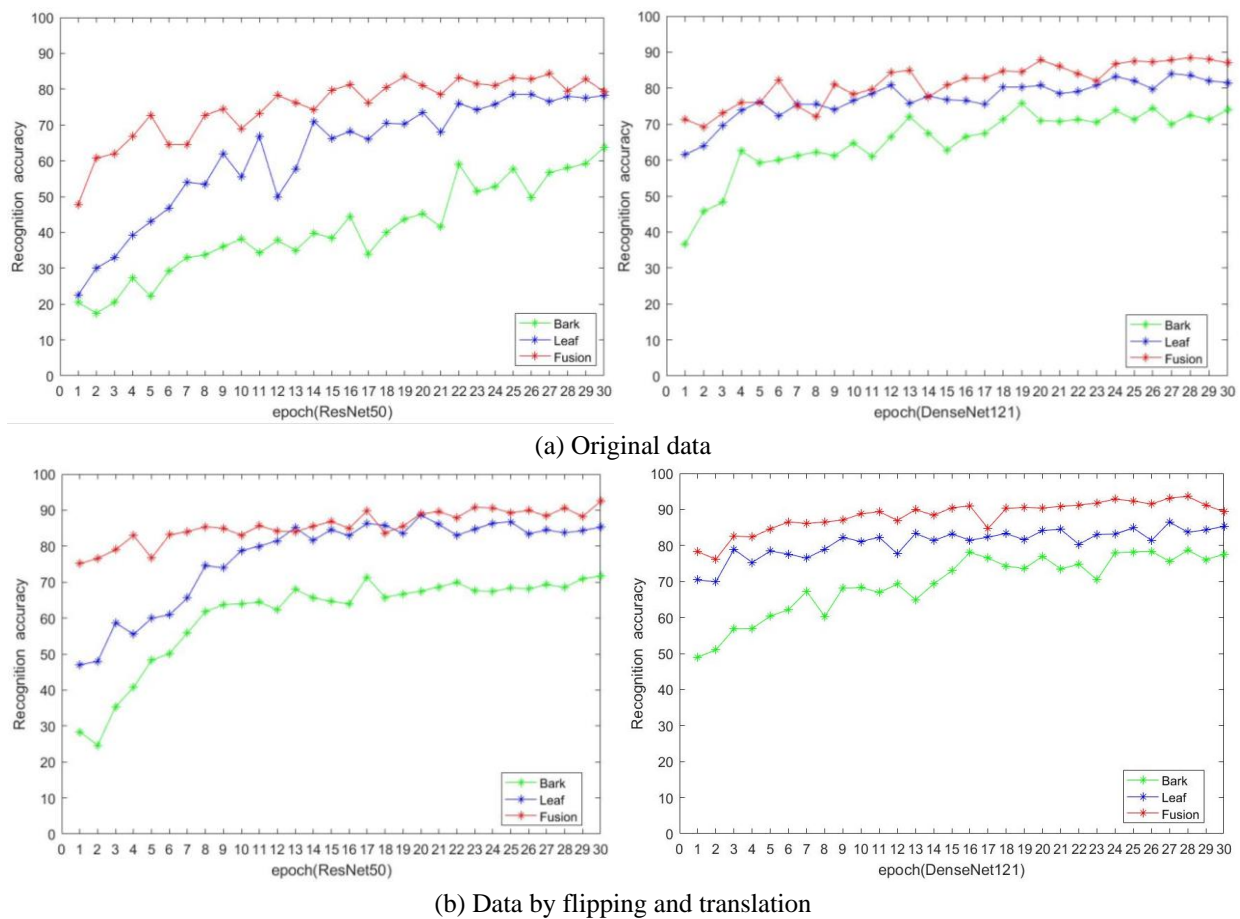 100
90
80
70
60
50
40
30
20
10
0
Recognition accuracy
0 1 2 3 4 5 6 7 8 9 10 11 12 13 14 15 16 17 18 19 20 21 22 23 24 25 26 27 28 29 30
epoch(ResNet50)
Bark
Leaf
Fusion
100
90
80
70
60
50
40
30
20
10
0
Recognition accuracy
0 1 2 3 4 5 6 7 8 9 10 11 12 13 14 15 16 17 18 19 20 21 22 23 24 25 26 27 28 29 30
epoch(DenseNet121)
Bark
Leaf
Fusion
(a) Original data
100
90
80
70
60
50
40
30
20
10
0
Recognition accuracy
0 1 2 3 4 5 6 7 8 9 10 11 12 13 14 15 16 17 18 19 20 21 22 23 24 25 26 27 28 29 30
epoch(ResNet50)
Bark
Leaf
Fusion
100
90
80
70
60
50
40
30
20
10
0
Recognition accuracy
0 1 2 3 4 5 6 7 8 9 10 11 12 13 14 15 16 17 18 19 20 21 22 23 24 25 26 27 28 29 30
epoch(DenseNet121)
Bark
Leaf
Fusion
(b) Data by flipping and translation